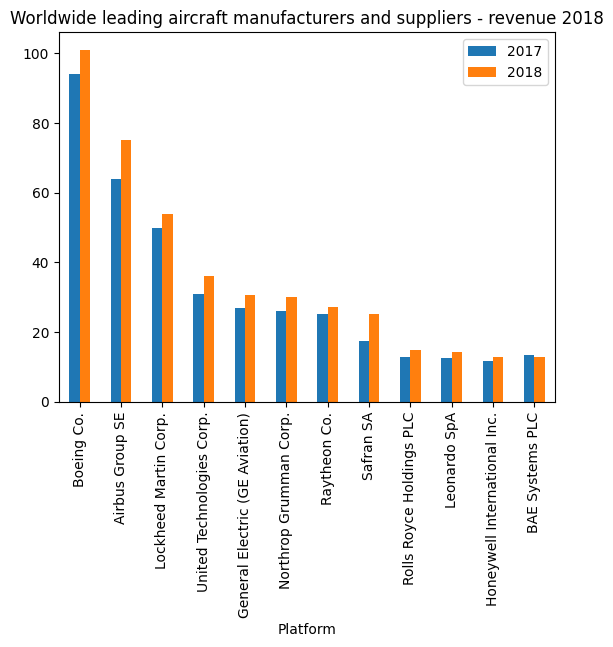 Worldwide leading aircraft manufacturers and suppliers - revenue 2018
2017
2018
100
80
60
40
20
0
Boeing Co.
Airbus Group SE
Lockheed Martin Corp.
United Technologies Corp.
General Electric (GE Aviation)
Northrop Grumman Corp.
Raytheon Co.
Safran SA
Rolls Royce Holdings PLC
Leonardo SpA
Honeywell International Inc.
BAE Systems PLC
Platform